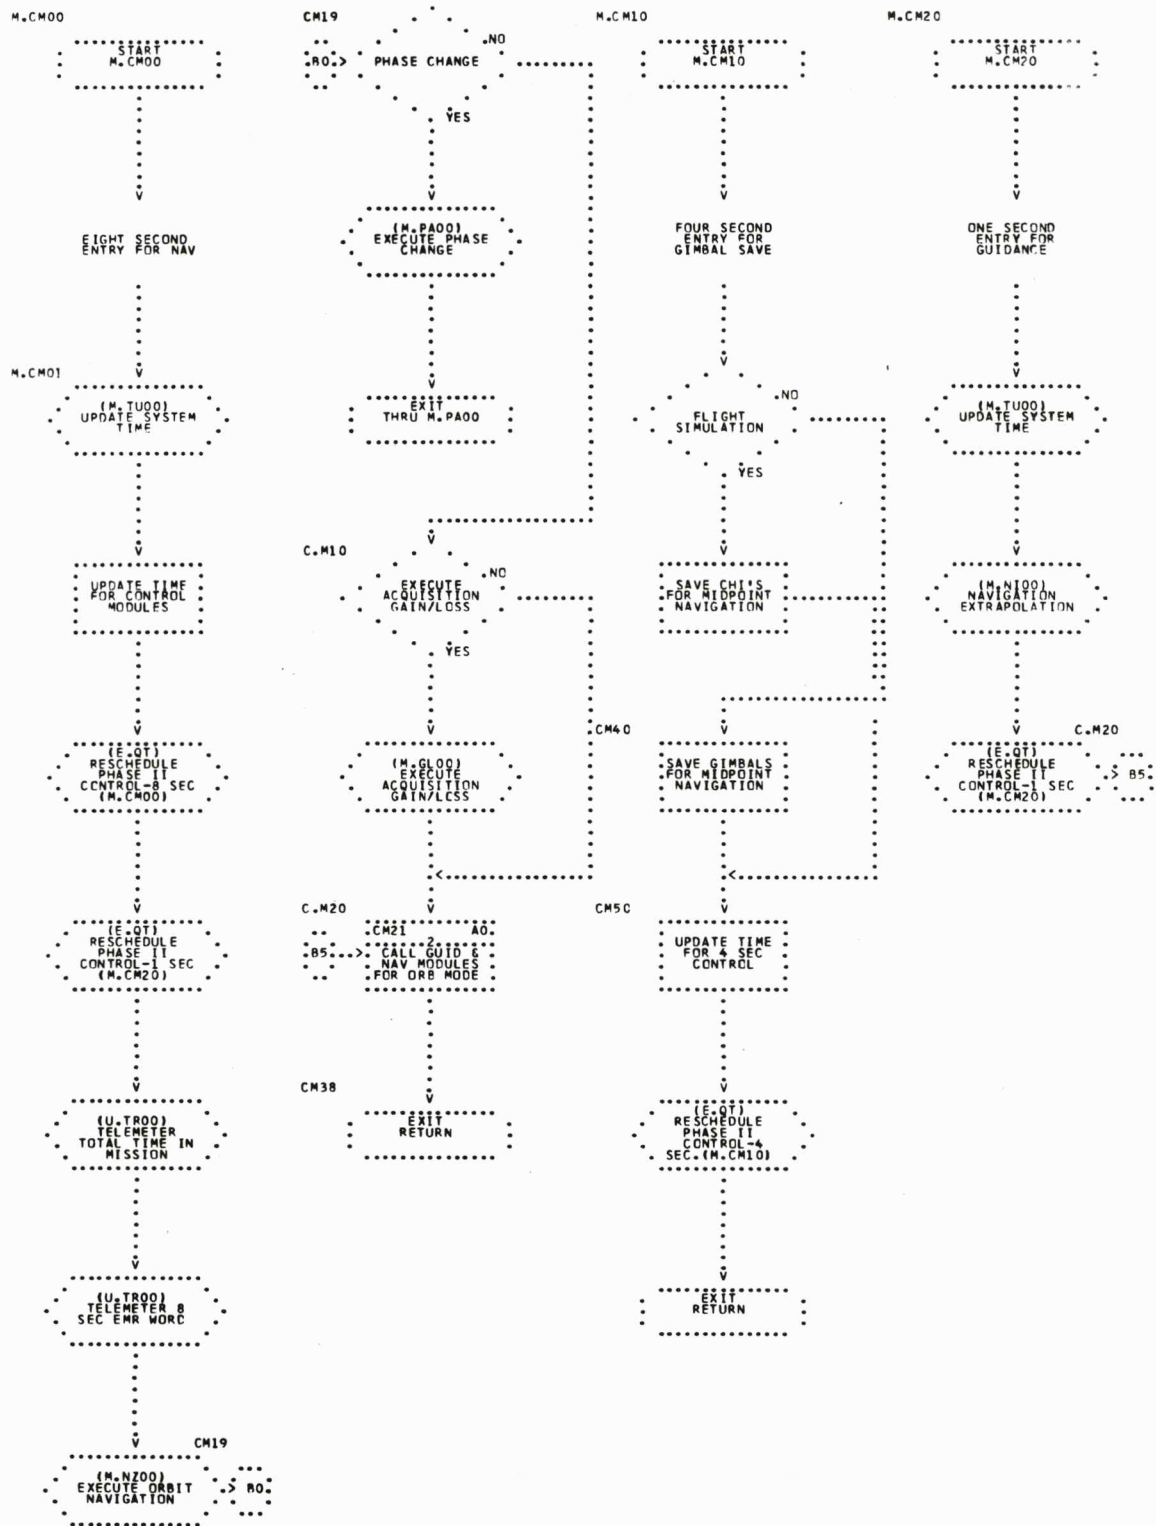 M.CM00
START
M.CM00
EIGHT SECOND
ENTRY FOR NAV
M.CM01
(M.TU00)
UPDATE SYSTEM
TIME
UPDATE TIME
FOR CONTROL
MODULES
(E.QT)
RESCHEDULE
PHASE II
CCNTROL-8 SEC
(M.CM00)
(E.QT)
RESCHEDULE
PHASE II
CONTROL-1 SEC
(M.CM20)
(U.TR00)
TELEMETER
TOTAL TIME IN
MISSION
(U.TR00)
TELEMETER 8
SEC EMR WORC
CM19
(M.NZ00)
EXECUTE ORBIT
NAVIGATION
> B0
CM19
B0.>
PHASE CHANGE
NO
YES
(M.PA00)
EXECUTE PHASE
CHANGE
EXIT
THRU M.PA00
C.M10
EXECUTE
ACQUISITION
GAIN/LOSS
NO
YES
(M.GL00)
EXECUTE
ACQUISITION
GAIN/LCSS
C.M20
B5...>
CM21 A0
2
CALL GUID &
NAV MODULES
FOR ORB MODE
CM38
EXIT
RETURN
M.CM10
START
M.CM10
FOUR SECOND
ENTRY FOR
GIMBAL SAVE
FLIGHT
SIMULATION
NO
YES
SAVE CHI'S
FOR MIDPOINT
NAVIGATION
CM40
SAVE GIMBALS
FOR MIDPOINT
NAVIGATION
CM5C
UPDATE TIME
FOR 4 SEC
CONTROL
(E.QT)
RESCHEDULE
PHASE II
CONTROL-4
SEC.(M.CM10)
EXIT
RETURN
M.CM20
START
M.CM20
ONE SECOND
ENTRY FOR
GUIDANCE
(M.TU00)
UPDATE SYSTEM
TIME
(M.NI00)
NAVIGATION
EXTRAPOLATION
C.M20
(E.QT)
RESCHEDULE
PHASE II
CONTROL-1 SEC
(M.CM20)
> B5